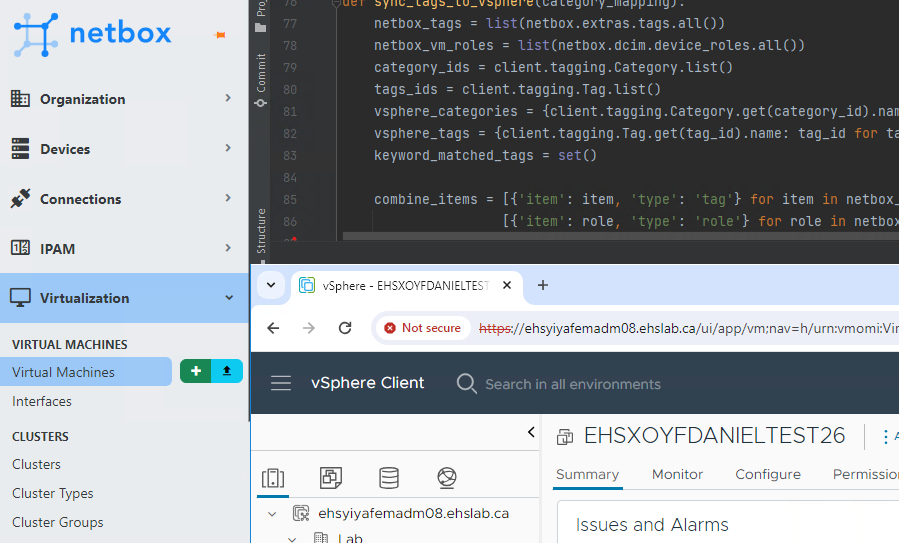 netbox
Organization
Devices
Connections
IPAM
Virtualization
VIRTUAL MACHINES
Virtual Machines
Interfaces
CLUSTERS
Clusters
Cluster Types
Cluster Groups
Commit
Structure
76 def sync_tags_to_vsphere(category_mapping):
77 netbox_tags = list(netbox.extras.tags.all())
78 netbox_vm_roles = list(netbox.dcim.device_roles.all())
79 category_ids = client.tagging.Category.list()
80 tags_ids = client.tagging.Tag.list()
81 vsphere_categories = {client.tagging.Category.get(category_id).nam
82 vsphere_tags = {client.tagging.Tag.get(tag_id).name: tag_id for ta
83 keyword_matched_tags = set()
84
85 combine_items = [{'item': item, 'type': 'tag'} for item in netbox_
86 [{'item': role, 'type': 'role'} for role in netbox
vSphere - EHSXOYFDANIELTEST
Not secure https://ehsyiyafemadm08.ehslab.ca/ui/app/vm;nav=h/urn:vmomi:Vir
vSphere Client Search in all environments
EHSXOYFDANIELTEST26
Summary Monitor Configure Permission
ehsyiyafemadm08.ehslab.ca
Lab
Issues and Alarms